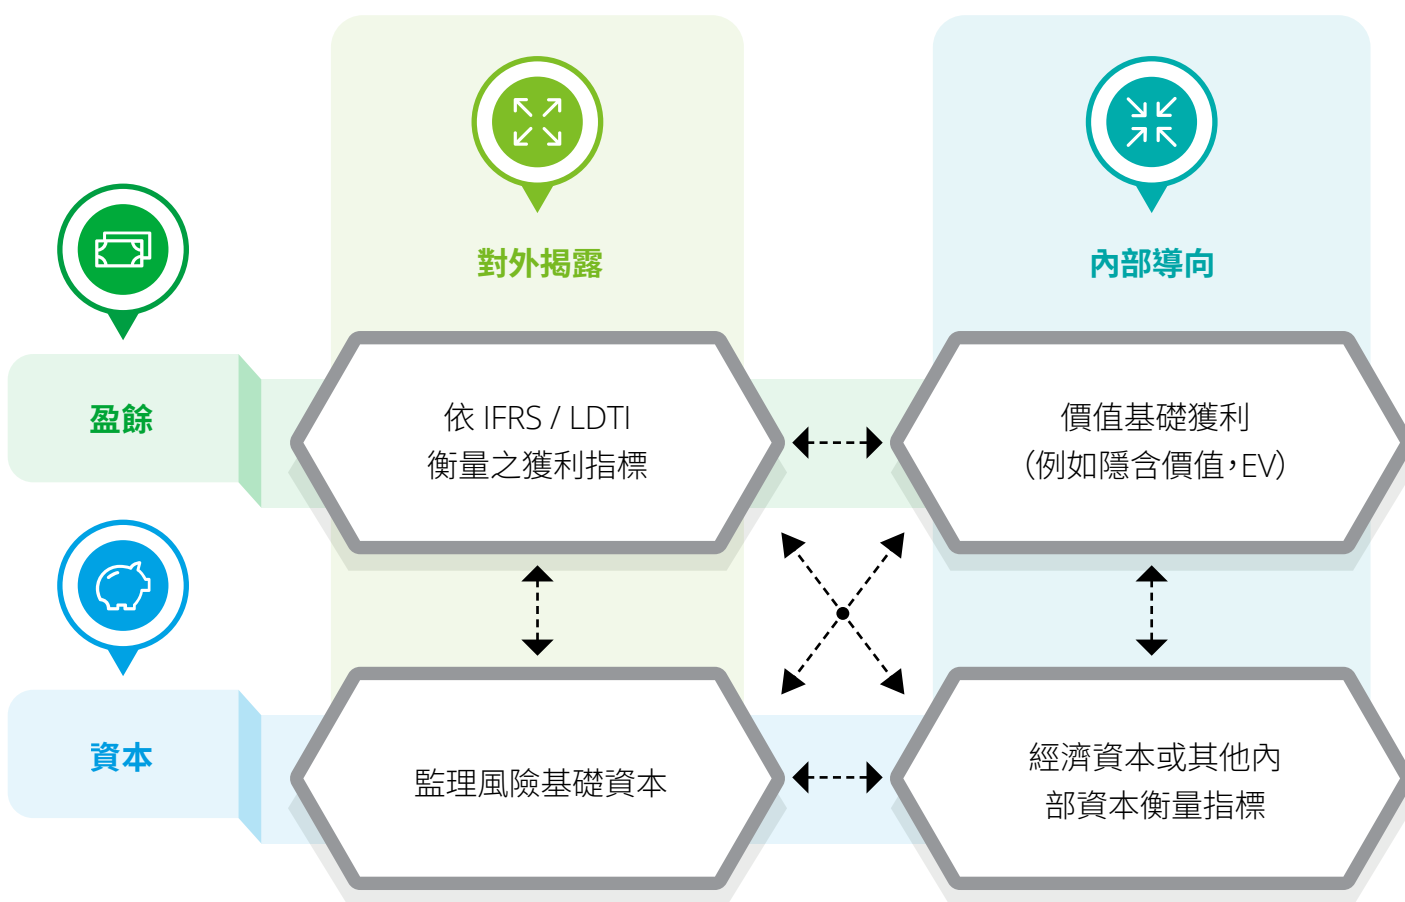 對外揭露
內部導向
盈餘
依 IFRS / LDTI
衡量之獲利指標
價值基礎獲利
（例如隱含價值，EV）
資本
監理風險基礎資本
經濟資本或其他內
部資本衡量指標